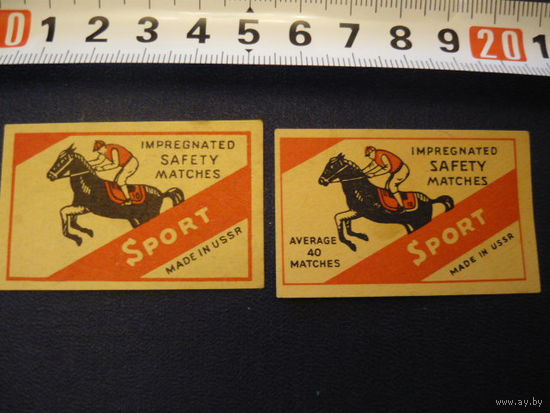 0 1 2 3 4 5 6 7 8 9 20 1
IMPREGNATED
SAFETY
MATCHES
SPORT
MADE IN USSR
IMPREGNATED
SAFETY
MATCHES
AVERAGE
40
MATCHES
SPORT
MADE IN USSR
www.ay.by